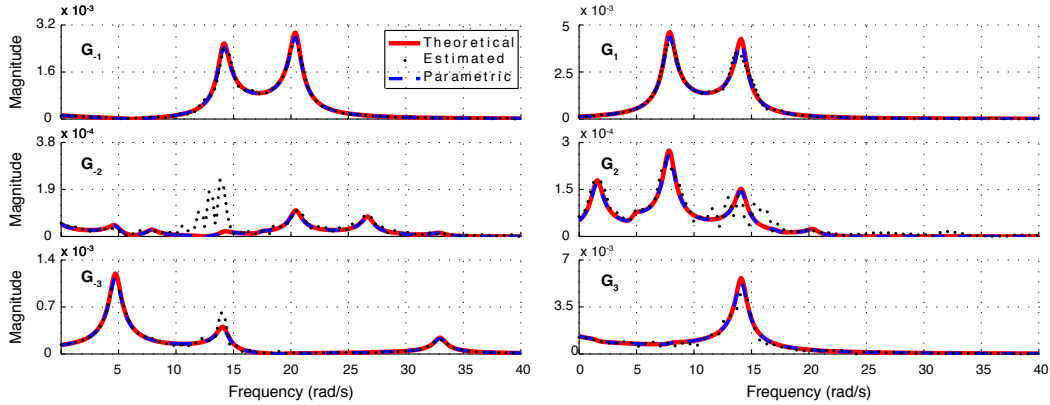 x 10⁻³
3.2
1.6
0
Magnitude
G₋₁
Theoretical
Estimated
Parametric
x 10⁻³
5
2.5
0
G₁
x 10⁻⁴
3.8
1.9
0
Magnitude
G₋₂
x 10⁻⁴
3
1.5
0
G₂
x 10⁻³
1.4
0.7
0
Magnitude
G₋₃
5 10 15 20 25 30 35 40
Frequency (rad/s)
x 10⁻³
7
3.5
0
G₃
0 5 10 15 20 25 30 35 40
Frequency (rad/s)